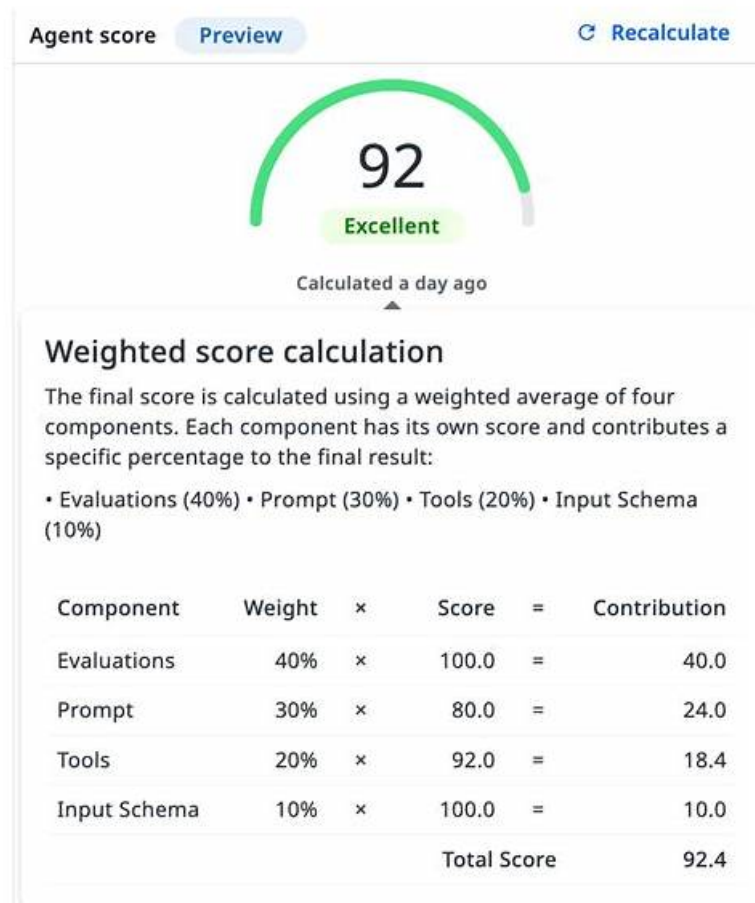 Agent score Preview Recalculate
92
Excellent
Calculated a day ago
Weighted score calculation
The final score is calculated using a weighted average of four
components. Each component has its own score and contributes a
specific percentage to the final result:
• Evaluations (40%) • Prompt (30%) • Tools (20%) • Input Schema
(10%)
Component Weight × Score = Contribution
Evaluations 40% × 100.0 = 40.0
Prompt 30% × 80.0 = 24.0
Tools 20% × 92.0 = 18.4
Input Schema 10% × 100.0 = 10.0
Total Score 92.4